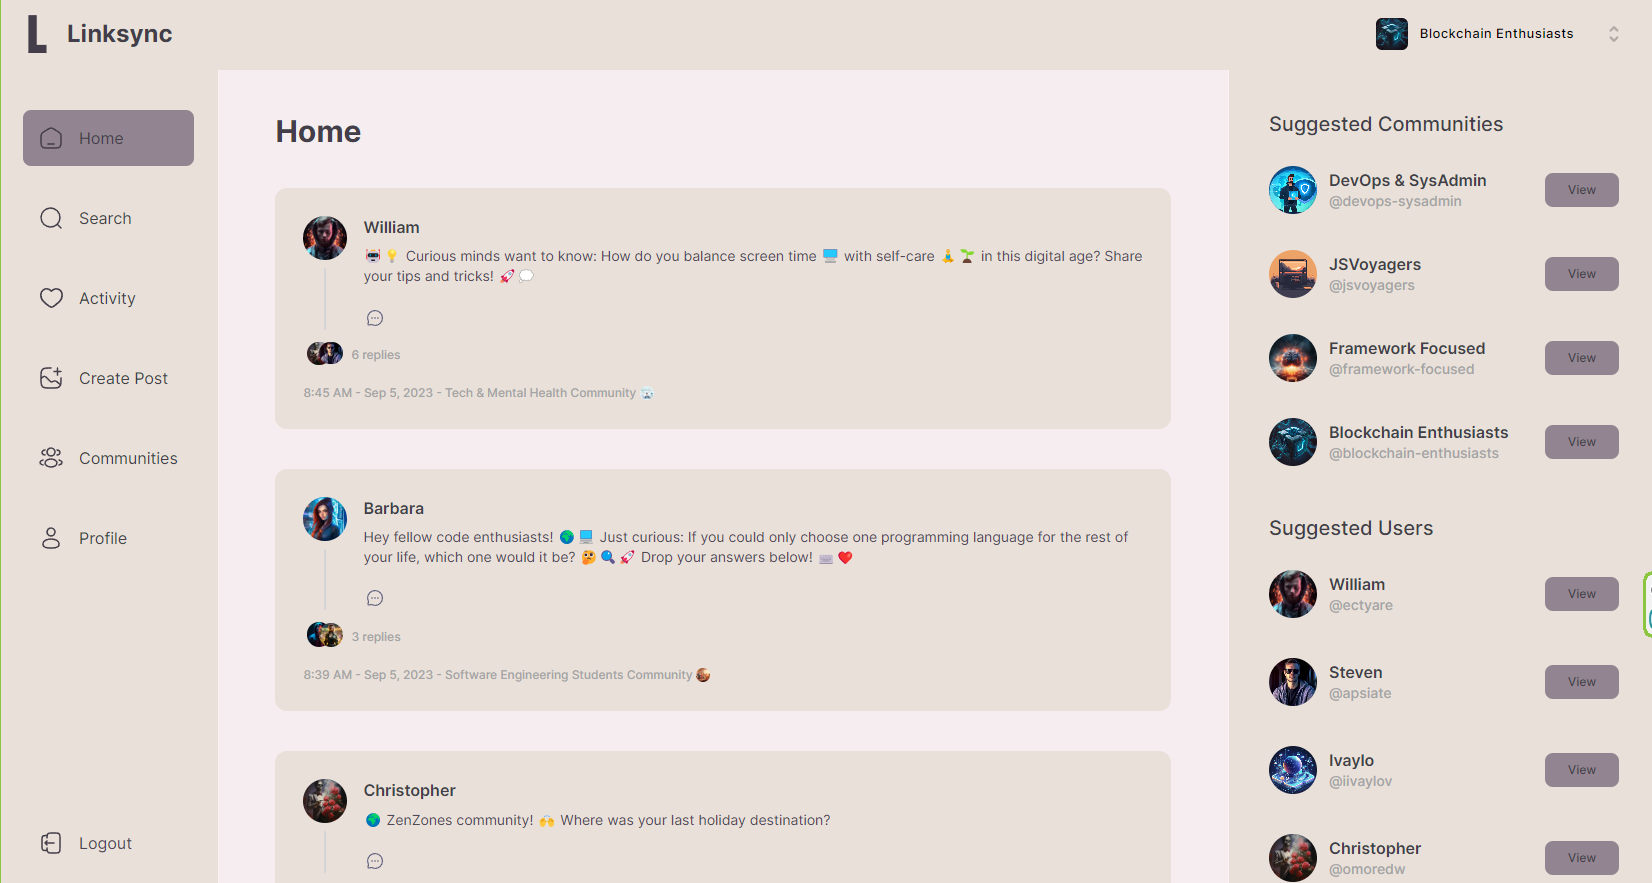 Linksync
Blockchain Enthusiasts
Home
Search
Activity
Create Post
Communities
Profile
Logout
Home
William
Curious minds want to know: How do you balance screen time 🖥️ with self-care 🧘 🌱 in this digital age? Share
your tips and tricks! 🚀 💭
6 replies
8:45 AM - Sep 5, 2023 - Tech & Mental Health Community
Barbara
Hey fellow code enthusiasts! 🌍 💻 Just curious: If you could only choose one programming language for the rest of
your life, which one would it be? 🤔 🔍 🚀 Drop your answers below! ⌨️ ❤️
3 replies
8:39 AM - Sep 5, 2023 - Software Engineering Students Community
Christopher
🌍 ZenZones community! 🙌 Where was your last holiday destination?
Suggested Communities
DevOps & SysAdmin
@devops-sysadmin
View
JSVoyagers
@jsvoyagers
View
Framework Focused
@framework-focused
View
Blockchain Enthusiasts
@blockchain-enthusiasts
View
Suggested Users
William
@ectyare
View
Steven
@apsiate
View
Ivaylo
@iivaylov
View
Christopher
@omoredw
View